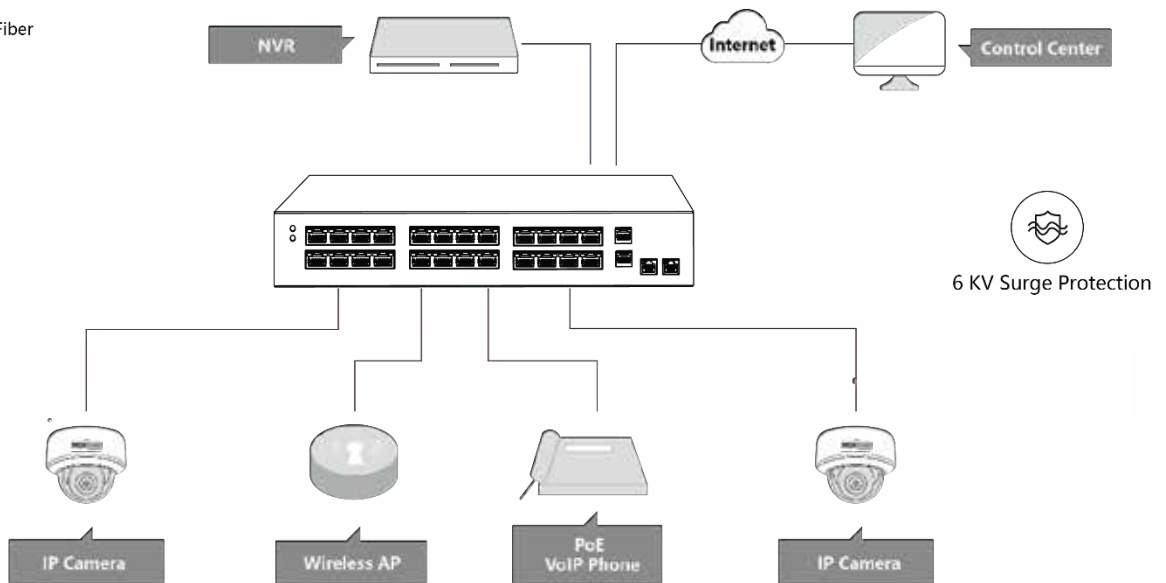 Fiber
NVR
Internet
Control Center
6 KV Surge Protection
IP Camera
Wireless AP
PoE
VoIP Phone
IP Camera